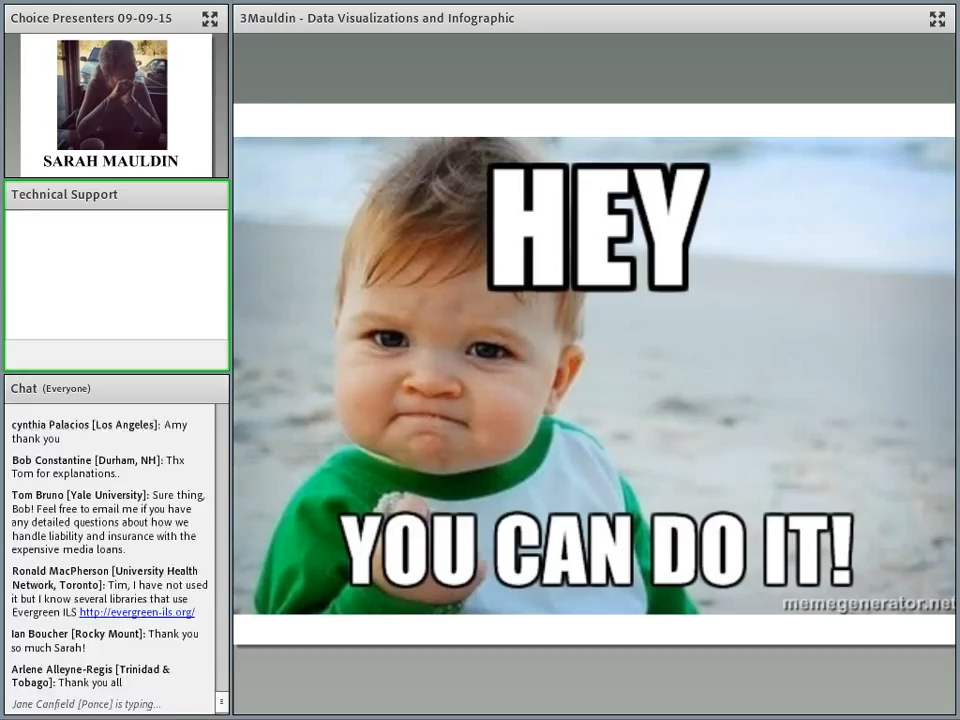 Choice Presenters 09-09-15
SARAH MAULDIN
Technical Support
Chat (Everyone)
cynthia Palacios [Los Angeles]: Amy
thank you
Bob Constantine [Durham, NH]: Thx
Tom for explanations..
Tom Bruno [Yale University]: Sure thing,
Bob! Feel free to email me if you have
any detailed questions about how we
handle liability and insurance with the
expensive media loans.
Ronald MacPherson [University Health
Network, Toronto]: Tim, I have not used
it but I know several libraries that use
Evergreen ILS http://evergreen-ils.org/
Ian Boucher [Rocky Mount]: Thank you
so much Sarah!
Arlene Alleyne-Regis [Trinidad &
Tobago]: Thank you all
Jane Canfield [Ponce] is typing...
3Mauldin - Data Visualizations and Infographic
HEY
YOU CAN DO IT!
memegenerator.net